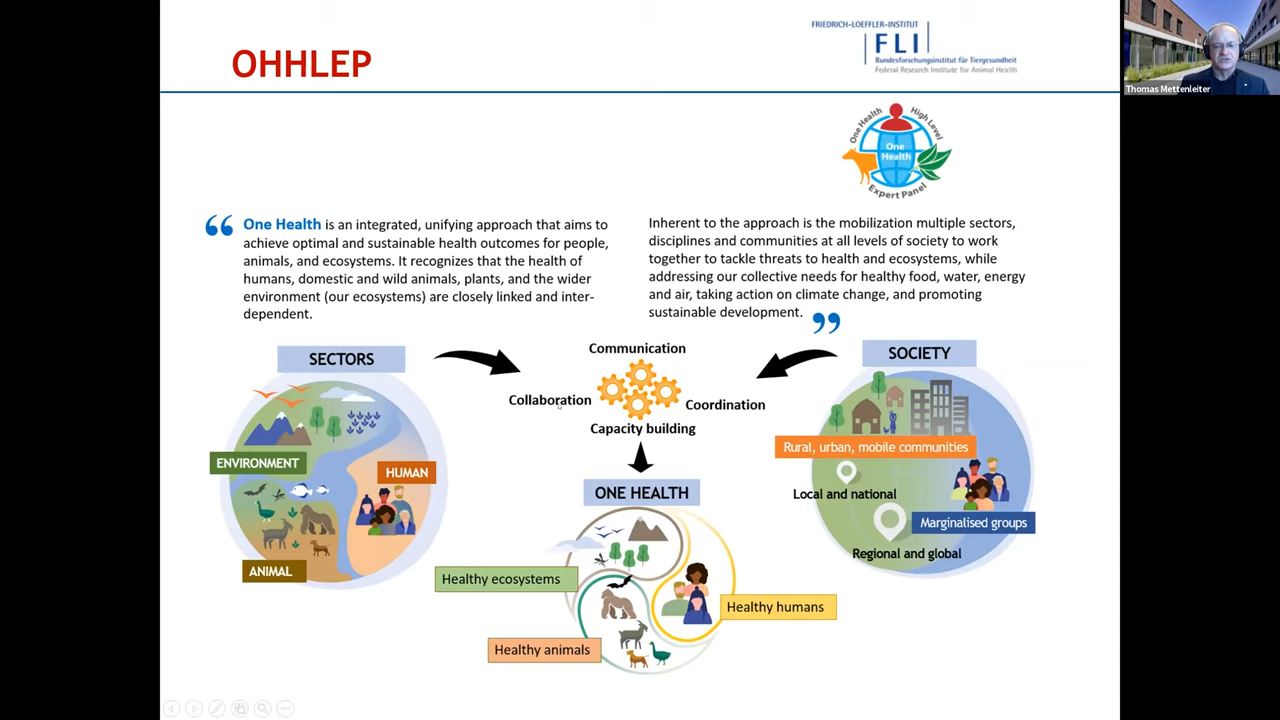 OHHLEP
FRIEDRICH-LOEFFLER-INSTITUT
FLI
Bundesforschungsinstitut für Tiergesundheit
Federal Research Institute for Animal Health
Thomas Mettenleiter
One Health High Level
One
Health
Expert Panel
“ One Health is an integrated, unifying approach that aims to
achieve optimal and sustainable health outcomes for people,
animals, and ecosystems. It recognizes that the health of
humans, domestic and wild animals, plants, and the wider
environment (our ecosystems) are closely linked and inter-
dependent.
Inherent to the approach is the mobilization multiple sectors,
disciplines and communities at all levels of society to work
together to tackle threats to health and ecosystems, while
addressing our collective needs for healthy food, water, energy
and air, taking action on climate change, and promoting
sustainable development. ”
SECTORS
ENVIRONMENT
HUMAN
ANIMAL
Communication
Collaboration
Coordination
Capacity building
ONE HEALTH
Healthy ecosystems
Healthy humans
Healthy animals
SOCIETY
Rural, urban, mobile communities
Local and national
Marginalised groups
Regional and global